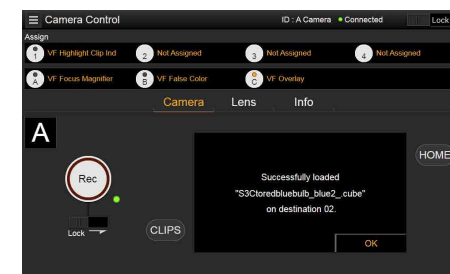 Camera Control
ID : A Camera
Connected
Lock
Assign
1 VF Highlight Clip Ind
2 Not Assigned
3 Not Assigned
4 Not Assigned
A VF Focus Magnifier
B VF False Color
C VF Overlay
Camera
Lens
Info
A
HOME
Rec
Successfully loaded
"S3Ctoredbluebulb_blue2_.cube"
on destination 02.
Lock
CLIPS
OK